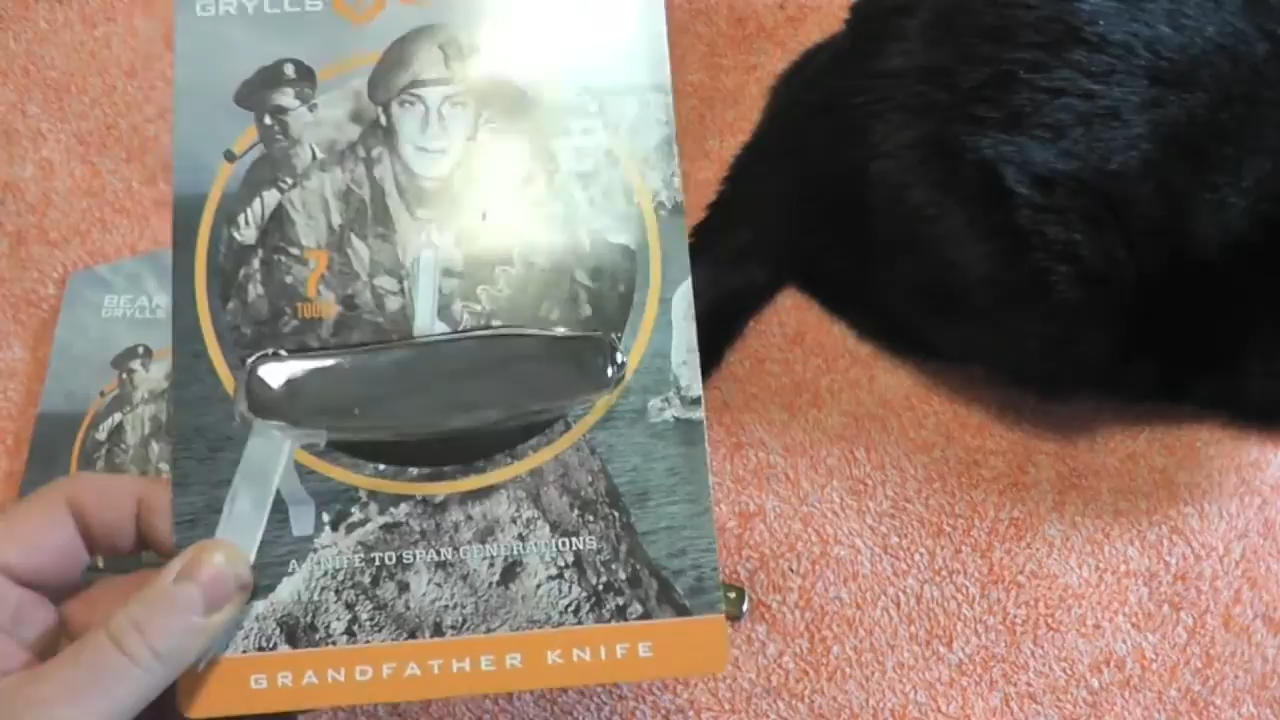 GRYLLS
7
TOOLS
A KNIFE TO SPAN GENERATIONS.
GRANDFATHER KNIFE
BEAR
GRYLLS